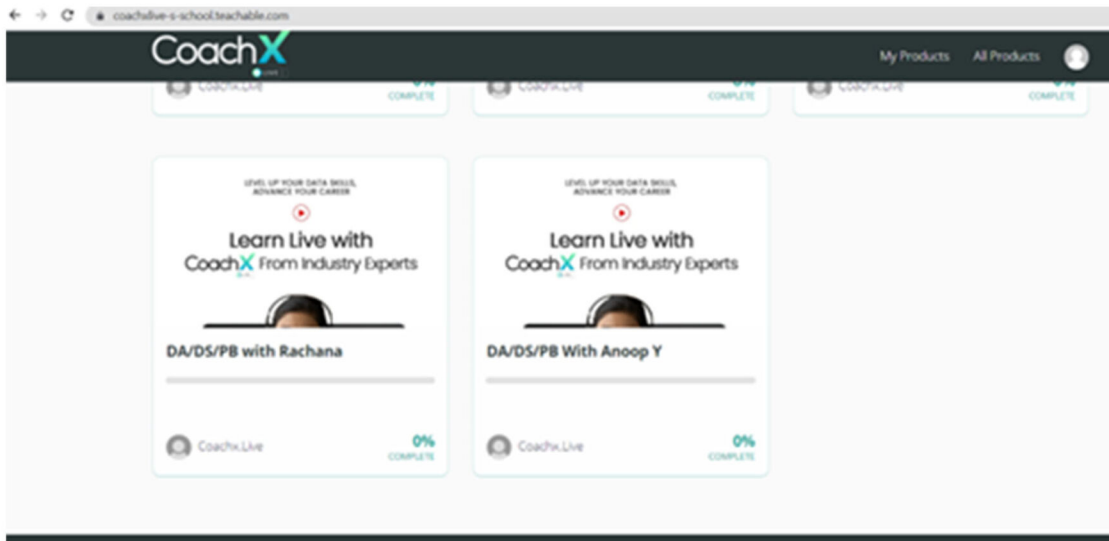 coachxlive-s-school.teachable.com
CoachX
LIVE
My Products All Products
Coachx.Live
COMPLETE
Coachx.Live
COMPLETE
Coachx.Live
COMPLETE
LEVEL UP YOUR DATA SKILLS,
ADVANCE YOUR CAREER
Learn Live with
CoachX From Industry Experts
DA/DS/PB with Rachana
Coachx.Live
0%
COMPLETE
LEVEL UP YOUR DATA SKILLS,
ADVANCE YOUR CAREER
Learn Live with
CoachX From Industry Experts
DA/DS/PB With Anoop Y
Coachx.Live
0%
COMPLETE